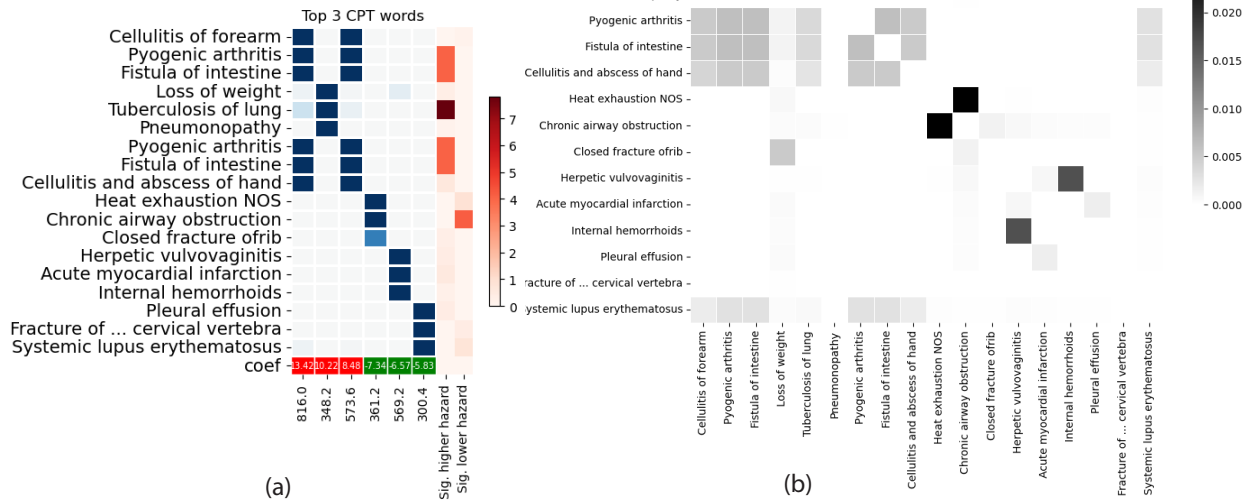 Top 3 CPT words
Cellulitis of forearm
Pyogenic arthritis
Fistula of intestine
Loss of weight
Tuberculosis of lung
Pneumonopathy
Pyogenic arthritis
Fistula of intestine
Cellulitis and abscess of hand
Heat exhaustion NOS
Chronic airway obstruction
Closed fracture ofrib
Herpetic vulvovaginitis
Acute myocardial infarction
Internal hemorrhoids
Pleural effusion
Fracture of ... cervical vertebra
Systemic lupus erythematosus
coef
13.42 10.22 8.48 -7.34 -6.57 -5.83
816.0
348.2
573.6
361.2
569.2
300.4
Sig. higher hazard
Sig. lower hazard
7
6
5
4
3
2
1
0
(a)
Pyogenic arthritis
Fistula of intestine
Cellulitis and abscess of hand
Heat exhaustion NOS
Chronic airway obstruction
Closed fracture ofrib
Herpetic vulvovaginitis
Acute myocardial infarction
Internal hemorrhoids
Pleural effusion
racture of ... cervical vertebra
ystemic lupus erythematosus
Cellulitis of forearm
Pyogenic arthritis
Fistula of intestine
Loss of weight
Tuberculosis of lung
Pneumonopathy
Pyogenic arthritis
Fistula of intestine
Cellulitis and abscess of hand
Heat exhaustion NOS
Chronic airway obstruction
Closed fracture ofrib
Herpetic vulvovaginitis
Acute myocardial infarction
Internal hemorrhoids
Pleural effusion
Fracture of ... cervical vertebra
Systemic lupus erythematosus
0.020
0.015
0.010
0.005
0.000
(b)